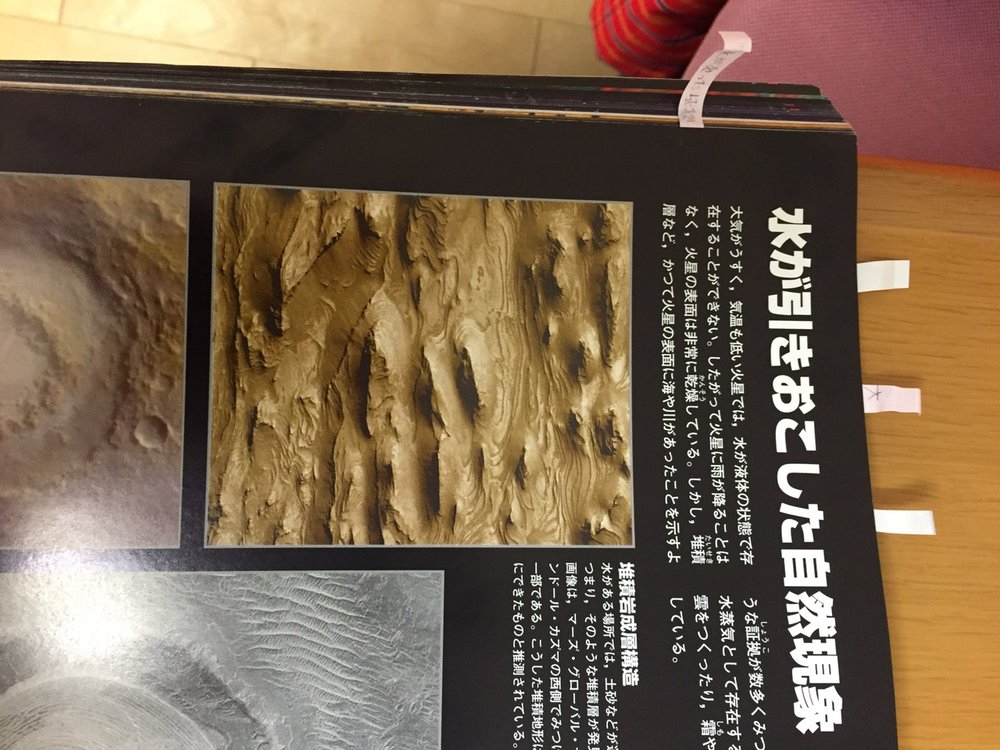 水が引きおこした自然現象
大気がうすく，気温も低い火星では，水が液体の状態で存
在することができない。したがって火星に雨が降ることは
なく，火星の表面は非常に乾燥している。しかし，堆積
層など，かつて火星の表面に海や川があったことを示すよ
うな証拠が数多くみつ
水蒸気として存在する
雲をつくったり，霜や
している。
堆積岩成層構造
水がある場所では，土砂などが
つまり，そのような堆積層が発見
画像は，マーズ・グローバル・
ンドール・カズマの西側でみつ
一部である。こうした堆積地形は
にできたものと推測されている。